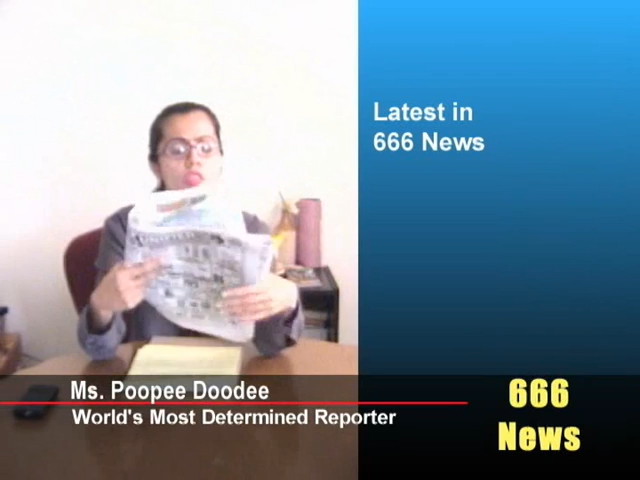 Latest in
666 News
Ms. Poopee Doodee
World's Most Determined Reporter
666
News